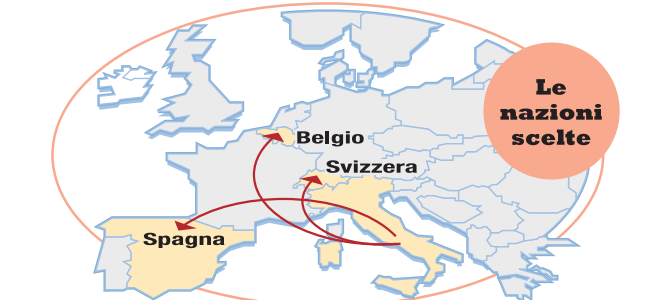 Le
nazioni
scelte
Belgio
Svizzera
Spagna